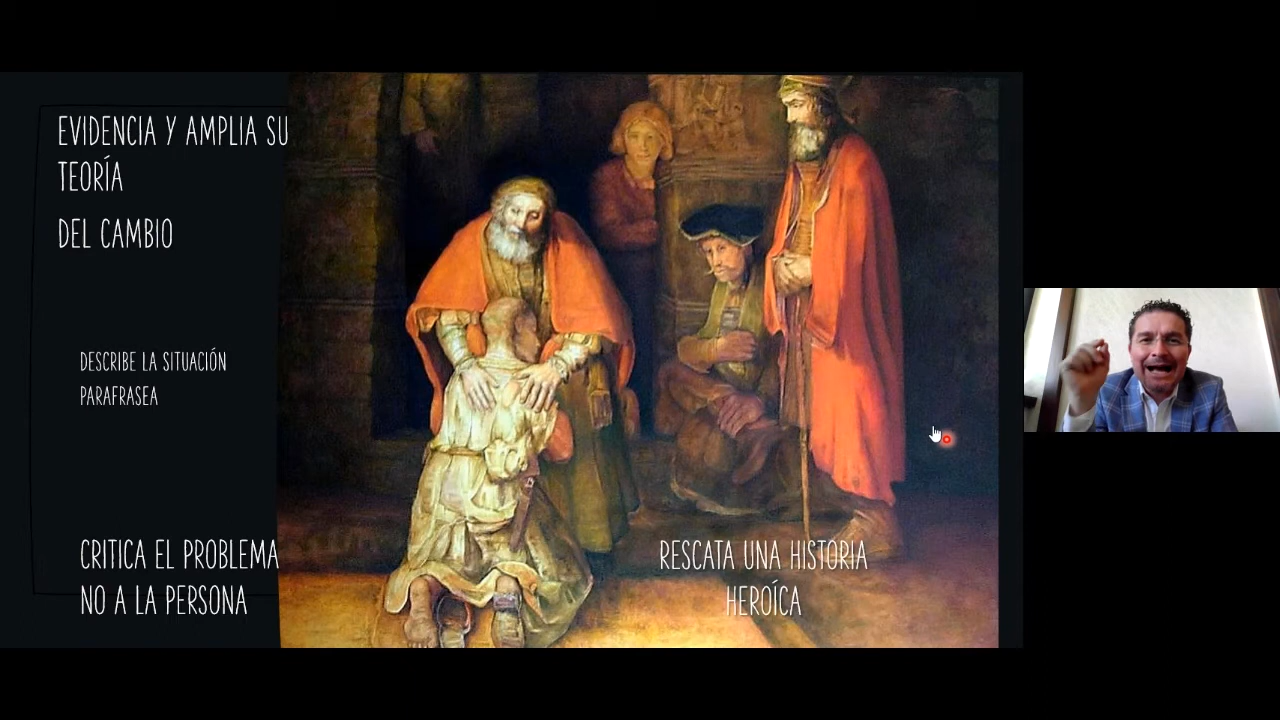 EVIDENCIA Y AMPLIA SU
TEORÍA
DEL CAMBIO
DESCRIBE LA SITUACIÓN
PARAFRASEA
CRITICA EL PROBLEMA
NO A LA PERSONA
RESCATA UNA HISTORIA
HEROÍCA